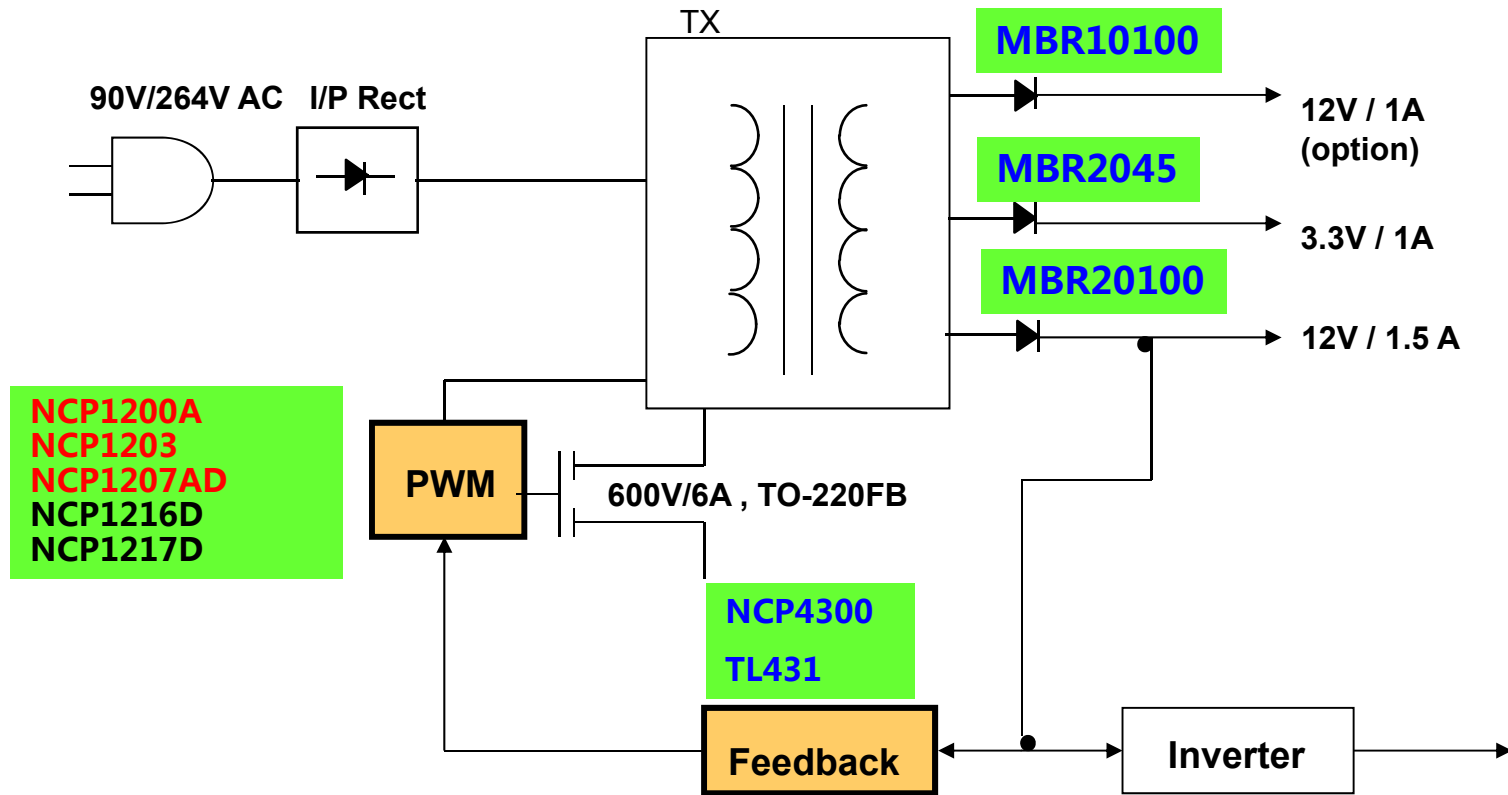 TX
MBR10100
90V/264V AC I/P Rect
12V / 1A
(option)
MBR2045
3.3V / 1A
MBR20100
12V / 1.5 A
NCP1200A
NCP1203
NCP1207AD
NCP1216D
NCP1217D
PWM
600V/6A , TO-220FB
NCP4300
TL431
Feedback
Inverter